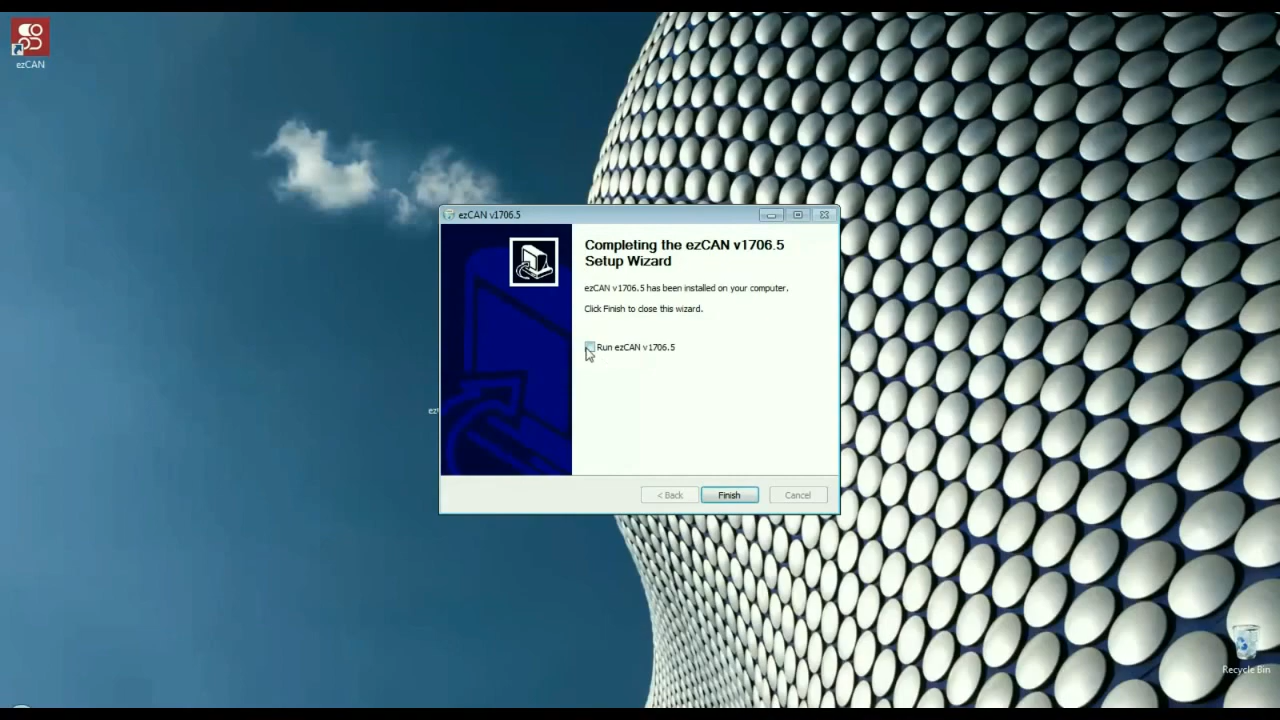 ezCAN
ezCAN v1706.5
Completing the ezCAN v1706.5
Setup Wizard
ezCAN v1706.5 has been installed on your computer.
Click Finish to close this wizard.
Run ezCAN v1706.5
< Back
Finish
Cancel
Recycle Bin